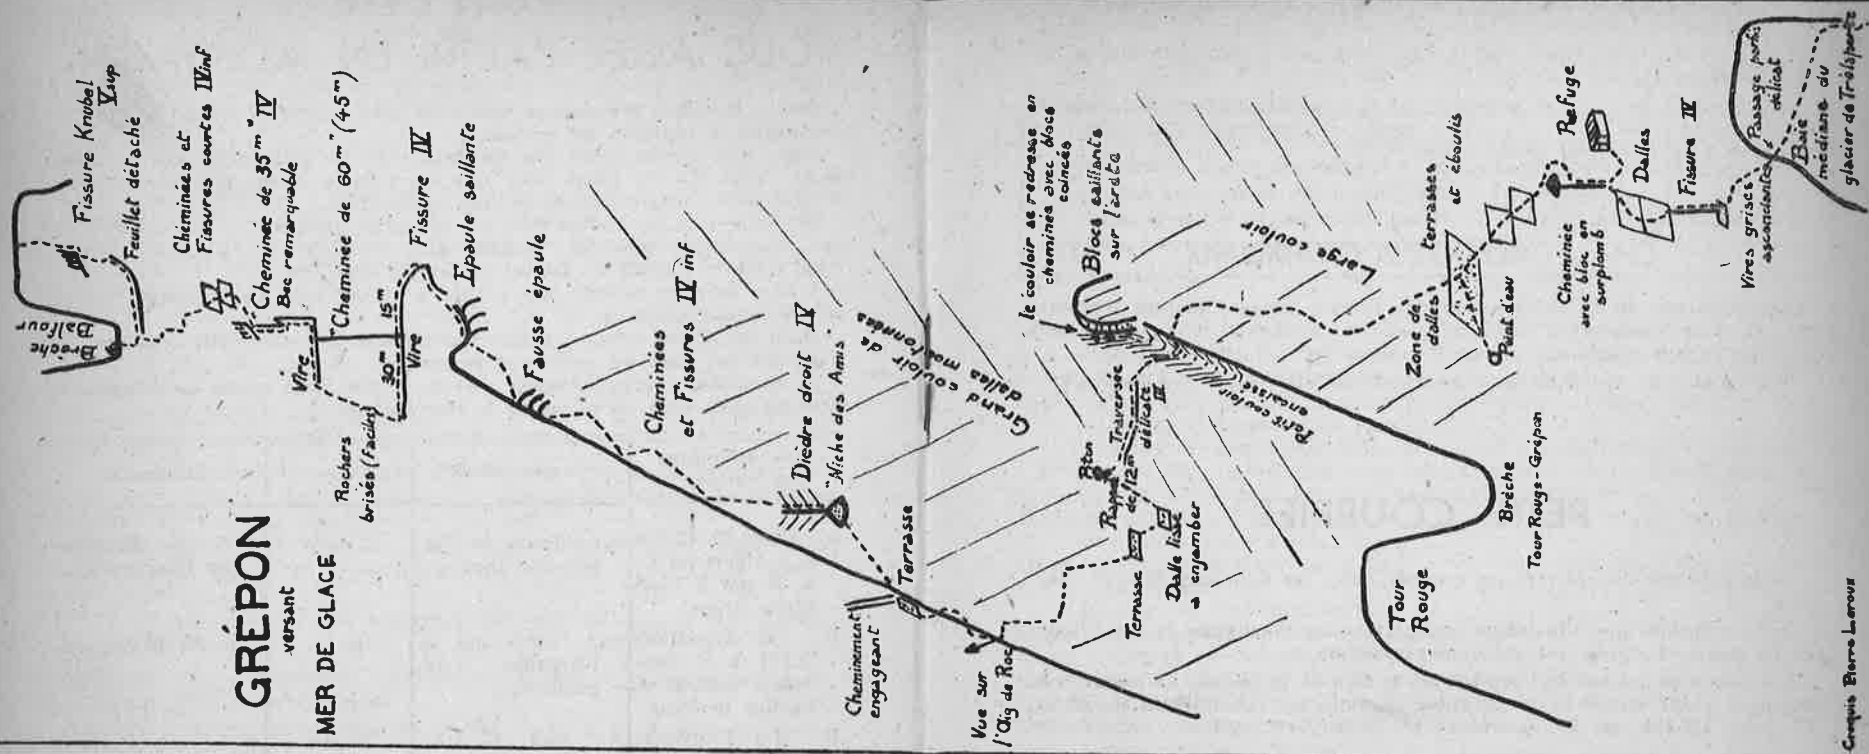 GRÉPON
versant
MER DE GLACE
Fissure Knubel
V sup
Feuillet détaché
Brèche
Balfour
Cheminées et
Fissures courtes IV inf
Cheminée de 35m IV
Bec remarquable
Vire
"Cheminée de 60m" (45m)
15m
30m
Vire
Fissure IV
Rochers
brisés (Faciles)
Epaule saillante
Fausse épaule
Cheminées
et Fissures IV inf
Dièdre droit IV
"Niche des Amis"
Grand couloir de
dalles moutonnées
Terrasse
Cheminement
engageant
Vue sur
l'Aig de Roc
le couloir se redresse en
cheminées avec blocs
coincés
Blocs saillants
sur l'arête
Large couloir
Petit couloir
encaissé
Piton
Traversée
délicate IV
Rappel
de 12m
Terrasse
Dalle lisse
à enjamber
Zone de terrasses
dalles et éboulis
Point d'eau
Brèche
Tour Rouge - Grépon
Tour
Rouge
Cheminée
avec bloc en
surplomb
Refuge
Dalles
Fissure IV
Vires grises
ascendantes
Passage parfois
délicat
Baie
médiane du
glacier de Trélaporte
Croquis Pierre Leroux